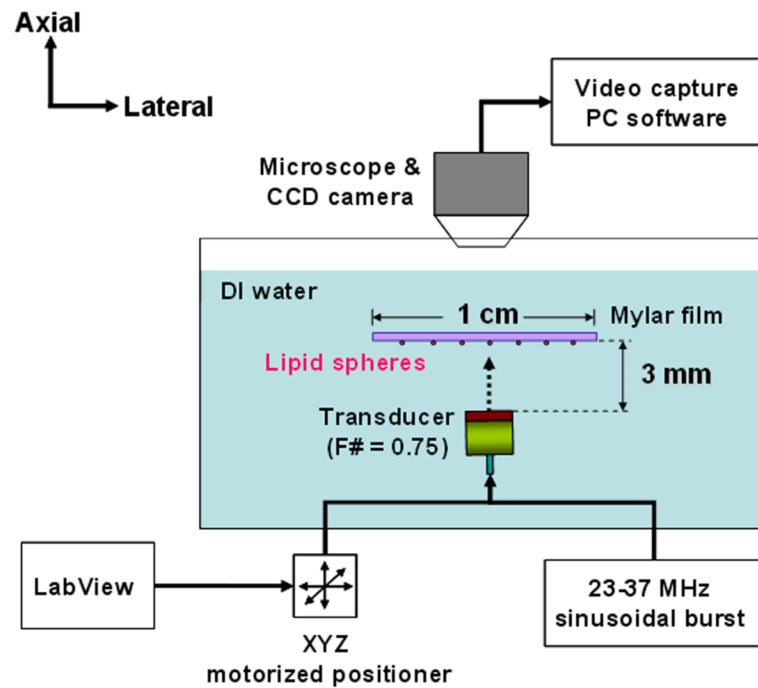 Axial
Lateral
Video capture
PC software
Microscope &
CCD camera
DI water
1 cm
Mylar film
Lipid spheres
3 mm
Transducer
(F# = 0.75)
LabView
XYZ
motorized positioner
23-37 MHz
sinusoidal burst